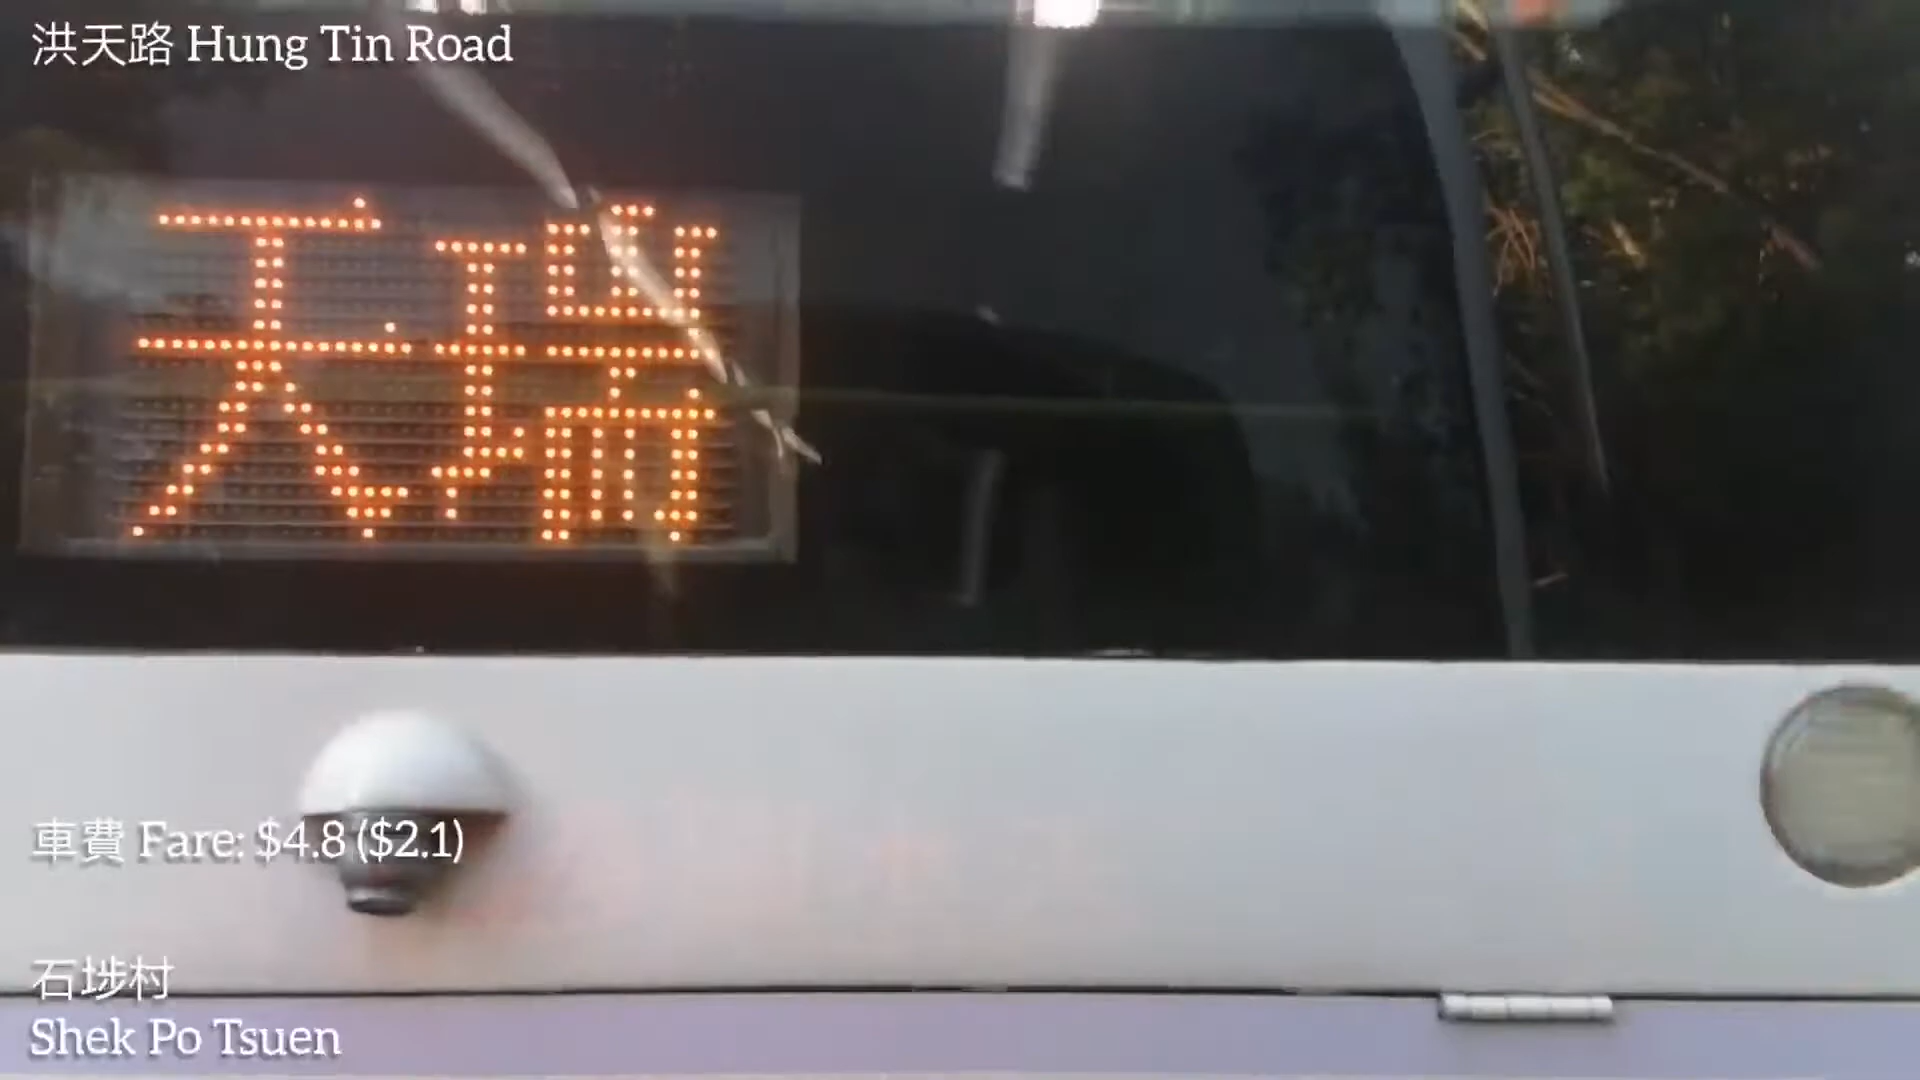 洪天路 Hung Tin Road
天瑞
車費 Fare: $4.8 ($2.1)
石埗村
Shek Po Tsuen